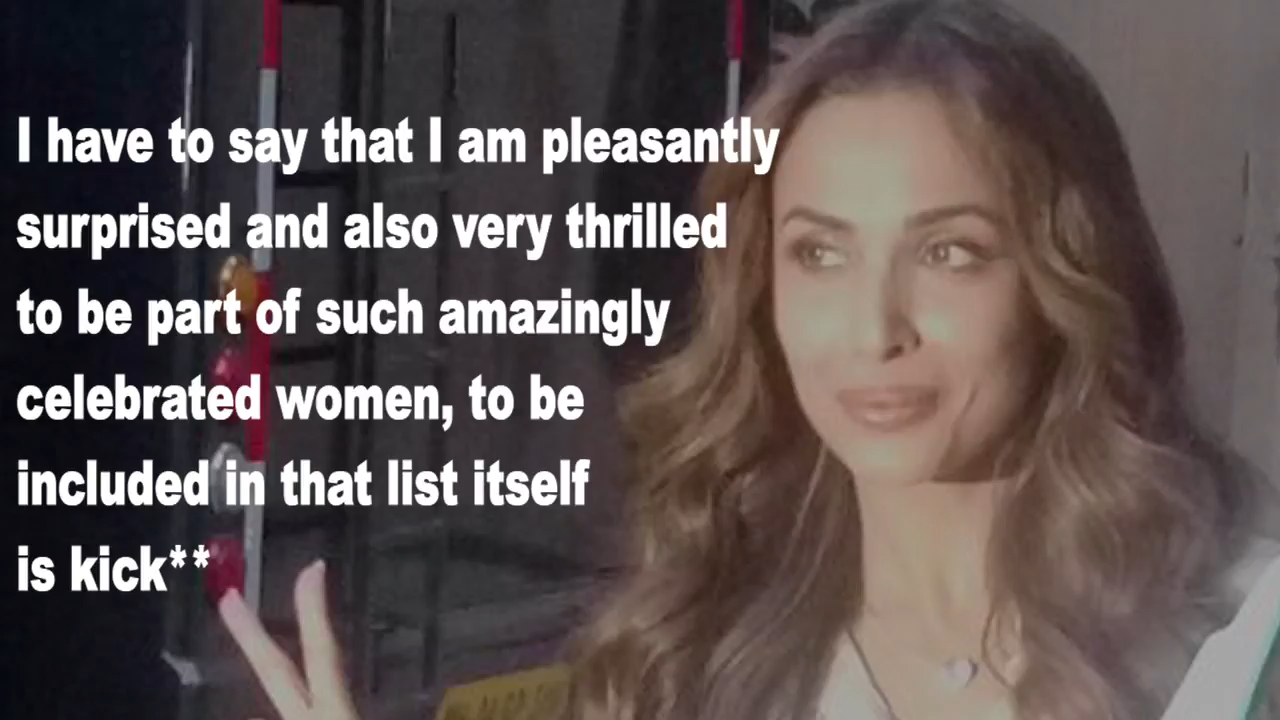 I have to say that I am pleasantly
surprised and also very thrilled
to be part of such amazingly
celebrated women, to be
included in that list itself
is kick**